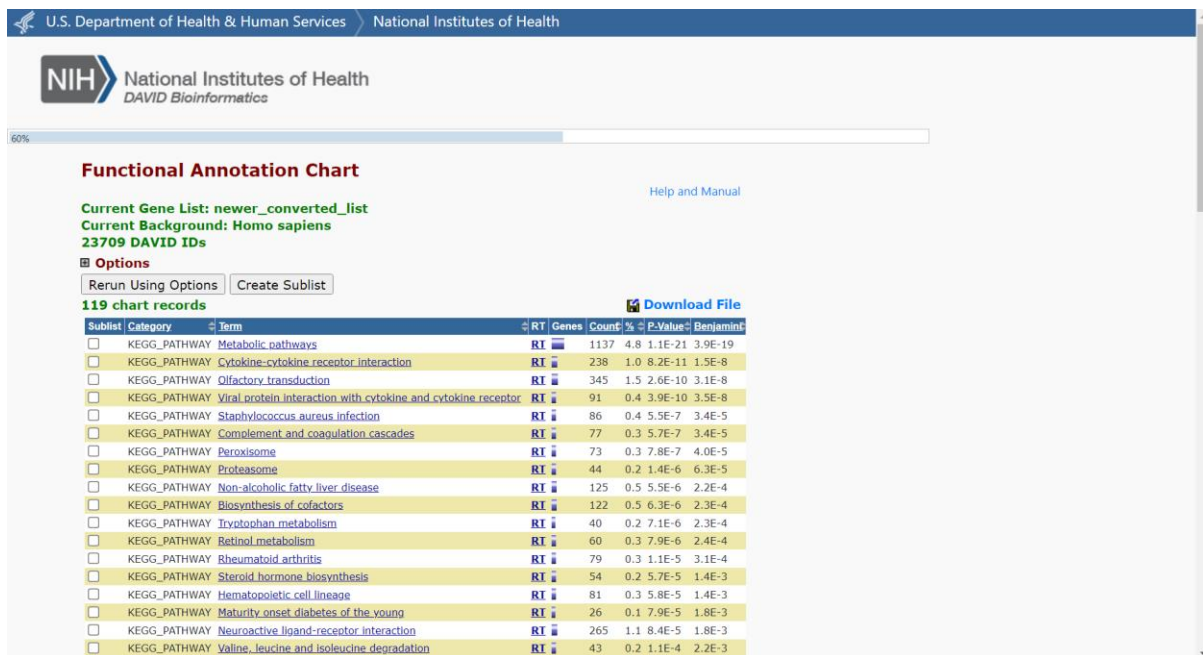 U.S. Department of Health & Human Services National Institutes of Health
NIH National Institutes of Health
DAVID Bioinformatics
60%
Functional Annotation Chart
Help and Manual
Current Gene List: newer_converted_list
Current Background: Homo sapiens
23709 DAVID IDs
Options
Rerun Using Options Create Sublist
119 chart records Download File
Sublist Category Term RT Genes Count % P-Value Benjamini
KEGG_PATHWAY Metabolic pathways RT 1137 4.8 1.1E-21 3.9E-19
KEGG_PATHWAY Cytokine-cytokine receptor interaction RT 238 1.0 8.2E-11 1.5E-8
KEGG_PATHWAY Olfactory transduction RT 345 1.5 2.6E-10 3.1E-8
KEGG_PATHWAY Viral protein interaction with cytokine and cytokine receptor RT 91 0.4 3.9E-10 3.5E-8
KEGG_PATHWAY Staphylococcus aureus infection RT 86 0.4 5.5E-7 3.4E-5
KEGG_PATHWAY Complement and coagulation cascades RT 77 0.3 5.7E-7 3.4E-5
KEGG_PATHWAY Peroxisome RT 73 0.3 7.8E-7 4.0E-5
KEGG_PATHWAY Proteasome RT 44 0.2 1.4E-6 6.3E-5
KEGG_PATHWAY Non-alcoholic fatty liver disease RT 125 0.5 5.5E-6 2.2E-4
KEGG_PATHWAY Biosynthesis of cofactors RT 122 0.5 6.3E-6 2.3E-4
KEGG_PATHWAY Tryptophan metabolism RT 40 0.2 7.1E-6 2.3E-4
KEGG_PATHWAY Retinol metabolism RT 60 0.3 7.9E-6 2.4E-4
KEGG_PATHWAY Rheumatoid arthritis RT 79 0.3 1.1E-5 3.1E-4
KEGG_PATHWAY Steroid hormone biosynthesis RT 54 0.2 5.7E-5 1.4E-3
KEGG_PATHWAY Hematopoietic cell lineage RT 81 0.3 5.8E-5 1.4E-3
KEGG_PATHWAY Maturity onset diabetes of the young RT 26 0.1 7.9E-5 1.8E-3
KEGG_PATHWAY Neuroactive ligand-receptor interaction RT 265 1.1 8.4E-5 1.8E-3
KEGG_PATHWAY Valine, leucine and isoleucine degradation RT 43 0.2 1.1E-4 2.2E-3